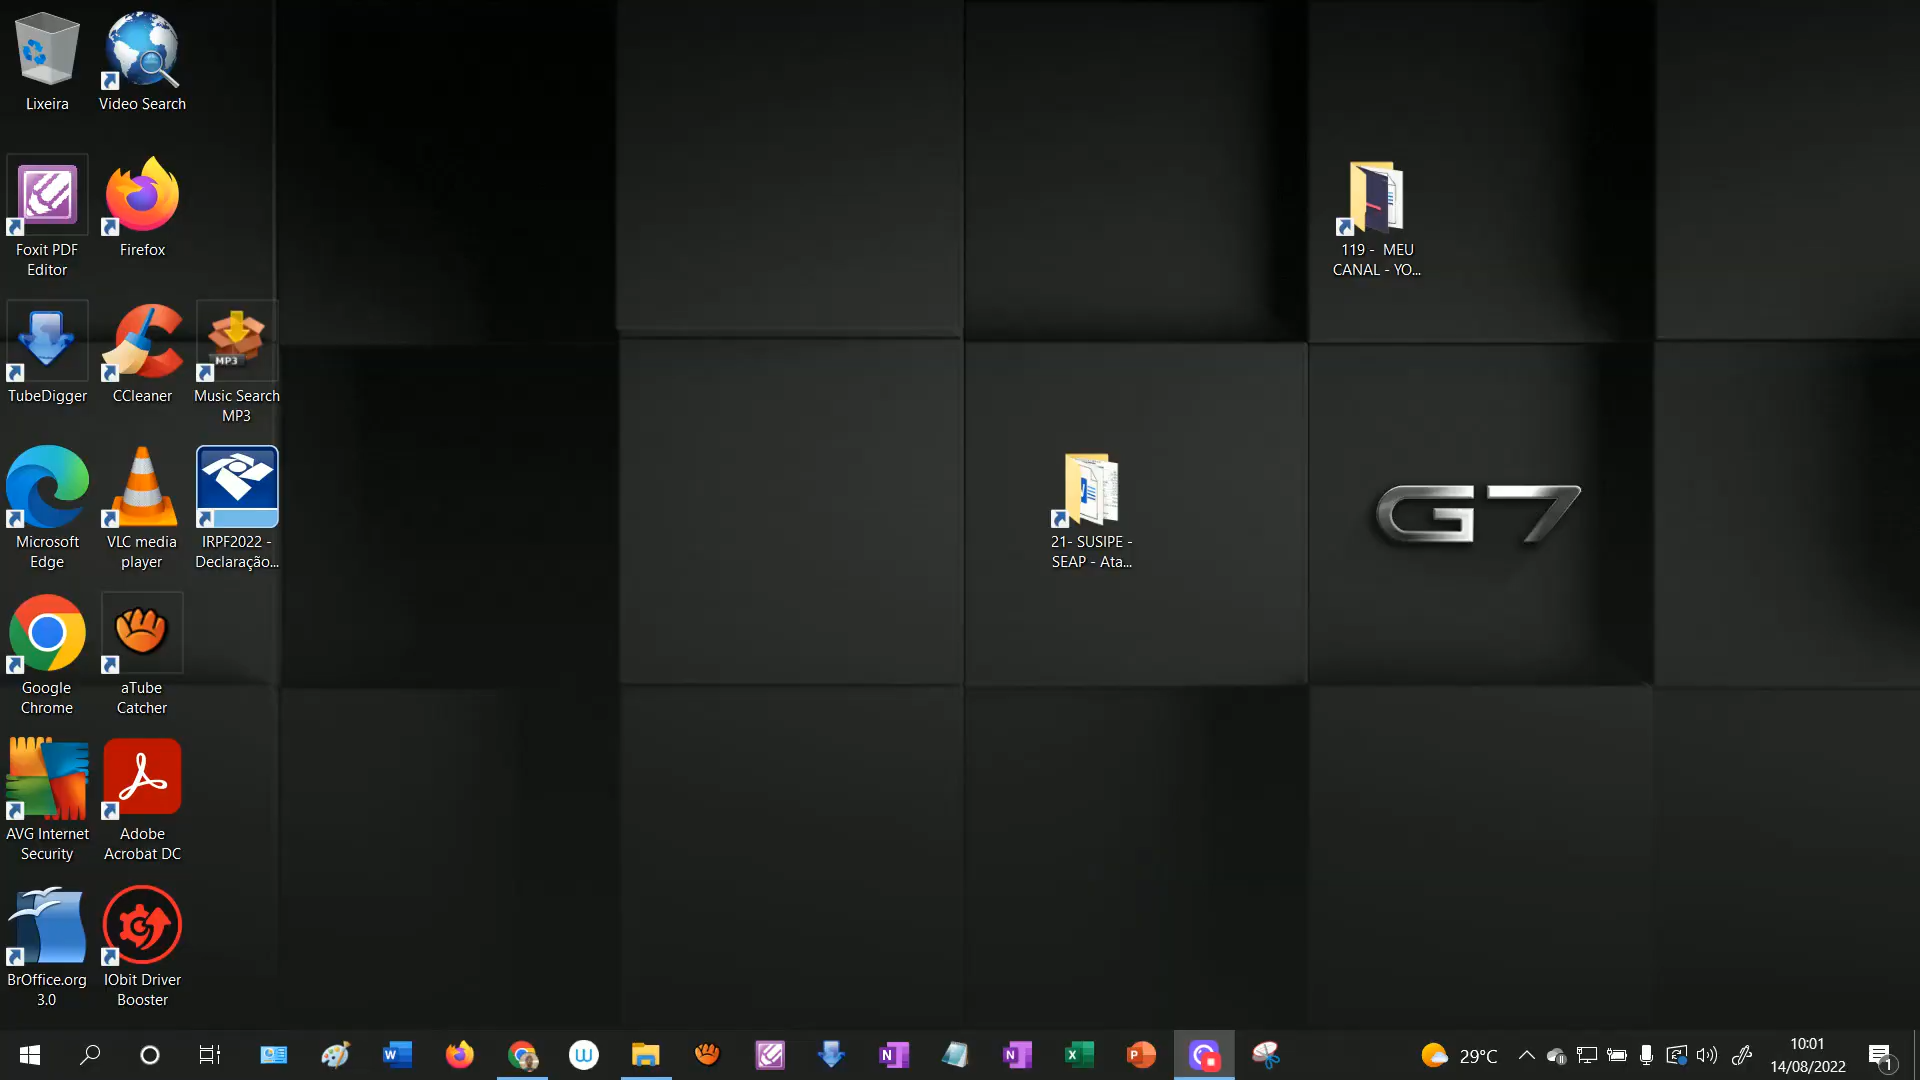 Lixeira
Video Search
Foxit PDF
Editor
Firefox
119 - MEU
CANAL - YO...
TubeDigger
CCleaner
MP3
Music Search
MP3
Microsoft
Edge
VLC media
player
IRPF2022 -
Declaração...
21- SUSIPE -
SEAP - Ata...
G7
Google
Chrome
aTube
Catcher
AVG Internet
Security
Adobe
Acrobat DC
BrOffice.org
3.0
IObit Driver
Booster
29°C
10:01
14/08/2022
1